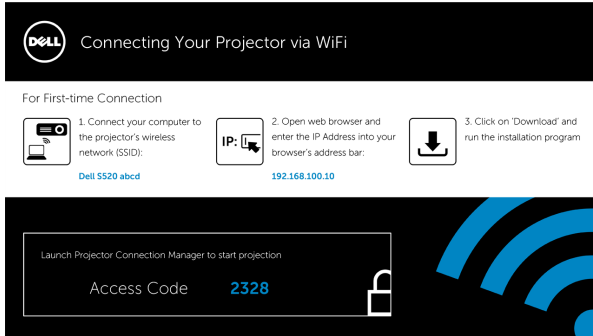 DELL
Connecting Your Projector via WiFi
For First-time Connection
1. Connect your computer to
the projector's wireless
network (SSID):
Dell S520 abcd
IP:
2. Open web browser and
enter the IP Address into your
browser's address bar:
192.168.100.10
3. Click on 'Download' and
run the installation program
Launch Projector Connection Manager to start projection
Access Code 2328